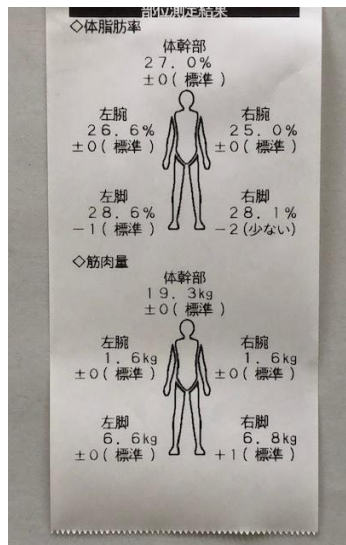 部位測定結果
◇体脂肪率
体幹部
27.0%
±0(標準)
左腕 右腕
26.6% 25.0%
±0(標準) ±0(標準)
左脚 右脚
28.6% 28.1%
-1(標準) -2(少ない)
◇筋肉量
体幹部
19.3kg
±0(標準)
左腕 右腕
1.6kg 1.6kg
±0(標準) ±0(標準)
左脚 右脚
6.6kg 6.8kg
±0(標準) +1(標準)